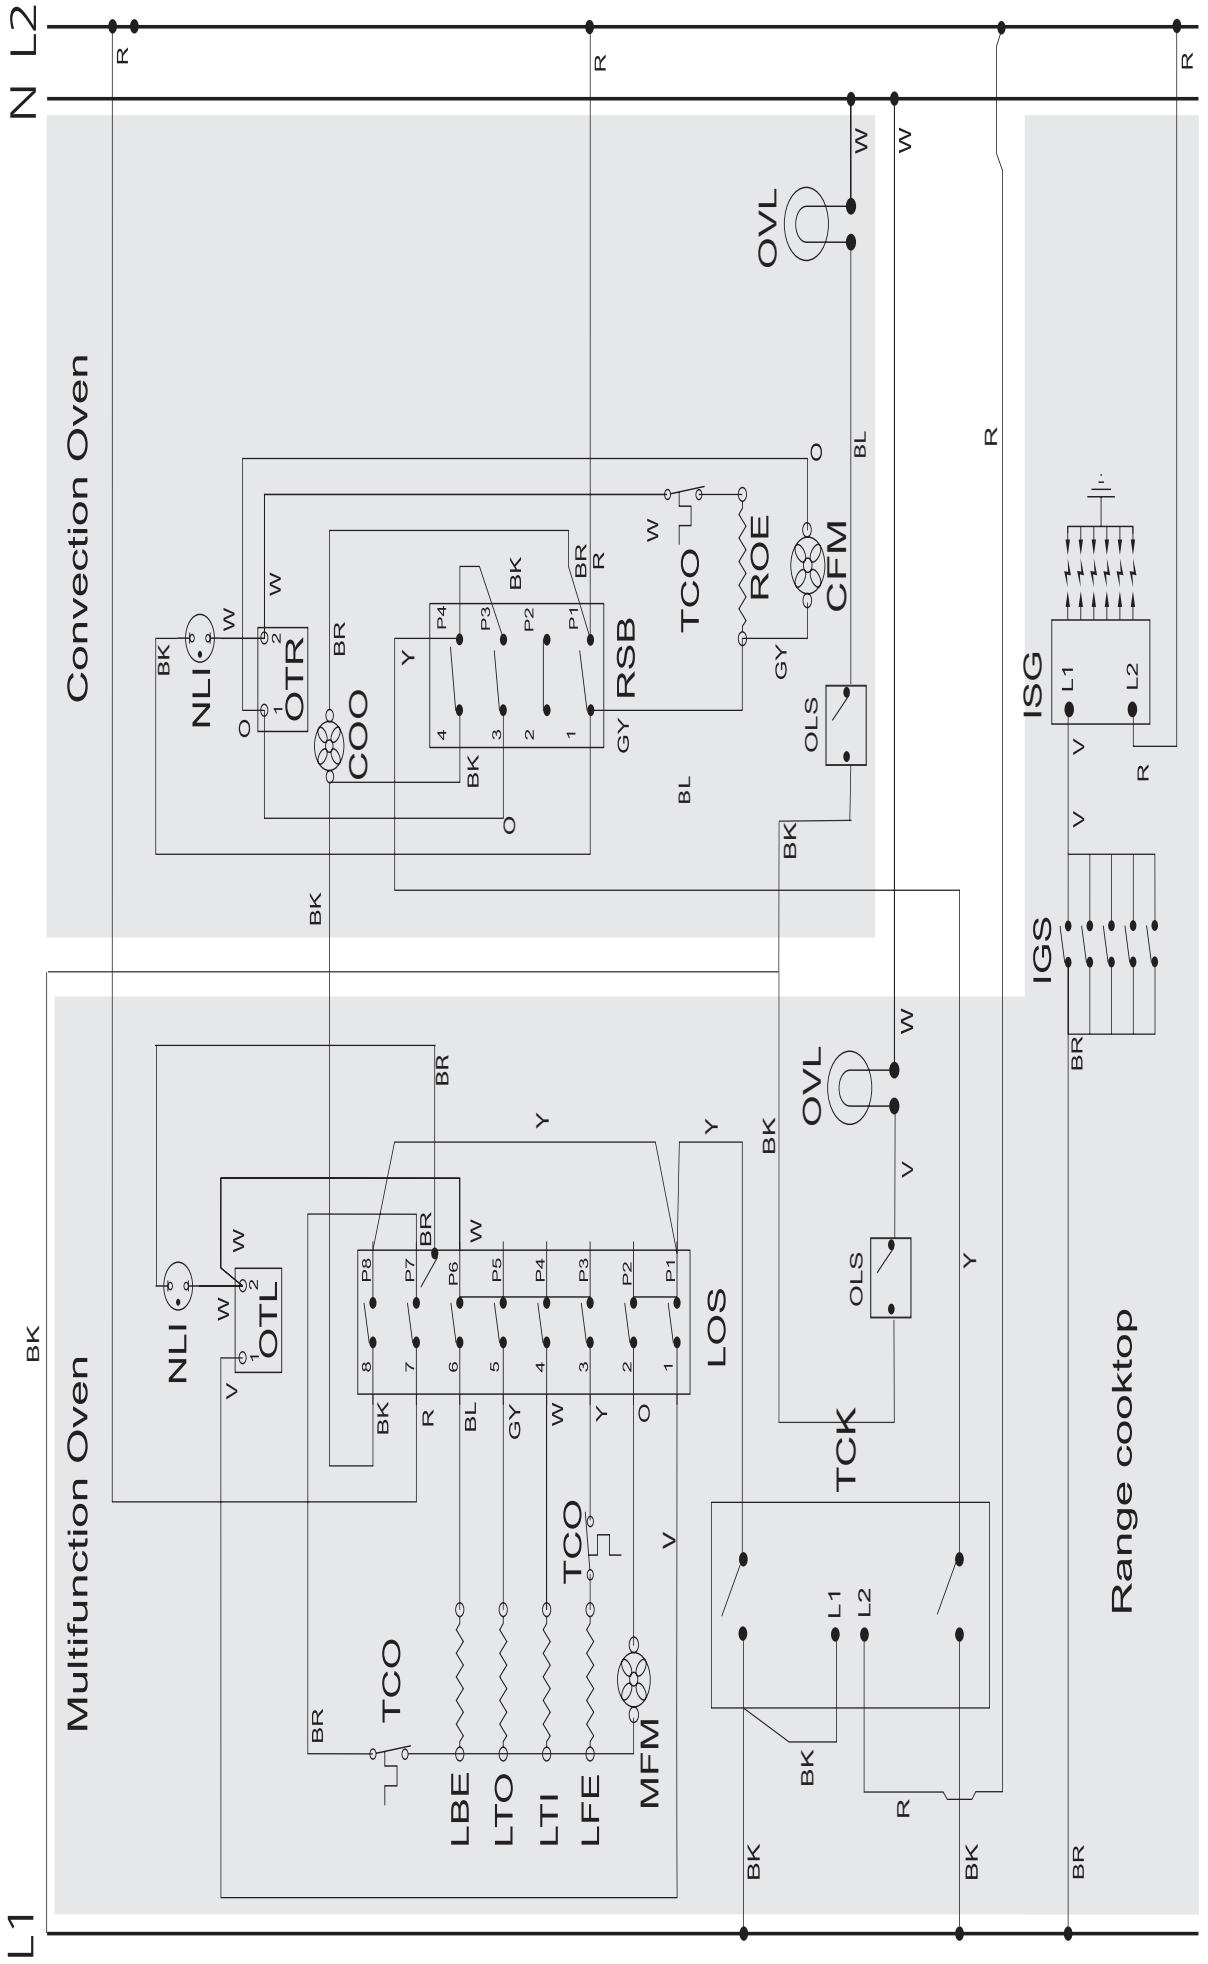 L1
N L2
Multifunction Oven
Convection Oven
Range cooktop
BK
R
R
R
W
W
OVL
BK
W
NLI
W
O
1
2
OTR
BR
COO
BK
Y
BK
BR
R
P4
P3
P2
P1
4
3
2
1
RSB
BK
O
GY
BL
W
TCO
ROE
GY
CFM
O
BL
OLS
BK
R
ISG
L1
L2
V
V
R
IGS
BR
BR
BR
Y
Y
BK
OVL
W
V
OLS
Y
NLI
W
W
V
1
2
OTL
BR
W
P8
P7
P6
P5
P4
P3
P2
P1
8
7
6
5
4
3
2
1
LOS
BK
R
BL
GY
W
Y
O
V
TCO
BR
TCO
LBE
LTO
LTI
LFE
MFM
TCK
L1
L2
BK
R
BK
BK
BR